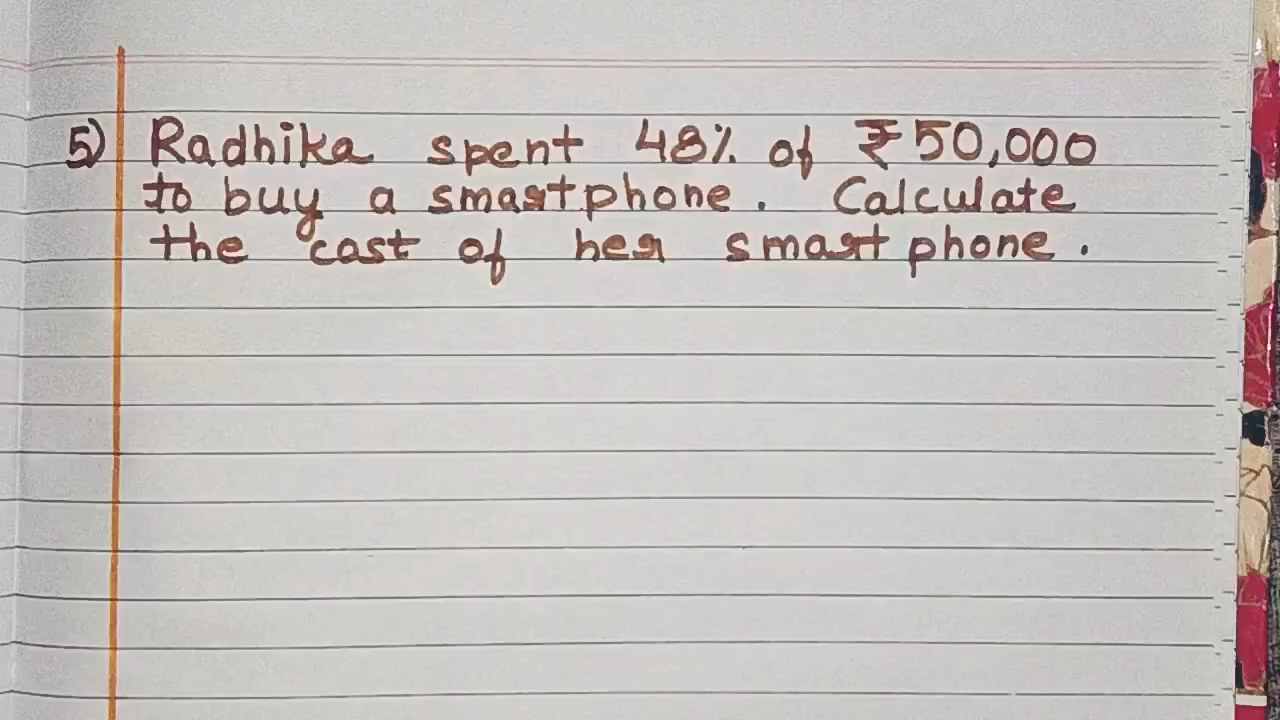 5) Radhika spent 48% of ₹50,000
to buy a smartphone. Calculate
the cost of her smartphone.